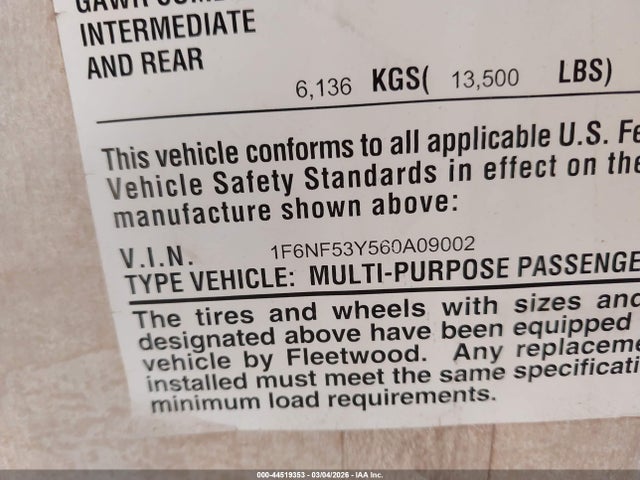 INTERMEDIATE
AND REAR
6,136 KGS( 13,500 LBS)
This vehicle conforms to all applicable U.S.
Vehicle Safety Standards in effect on the
manufacture shown above:
V.I.N. 1F6NF53Y560A09002
TYPE VEHICLE: MULTI-PURPOSE
The tires and wheels with sizes and
designated above have been equipped
vehicle by Fleetwood. Any
installed must meet the same
minimum load requirements.
000-44519353 - 03/04/2026 - IAA Inc.